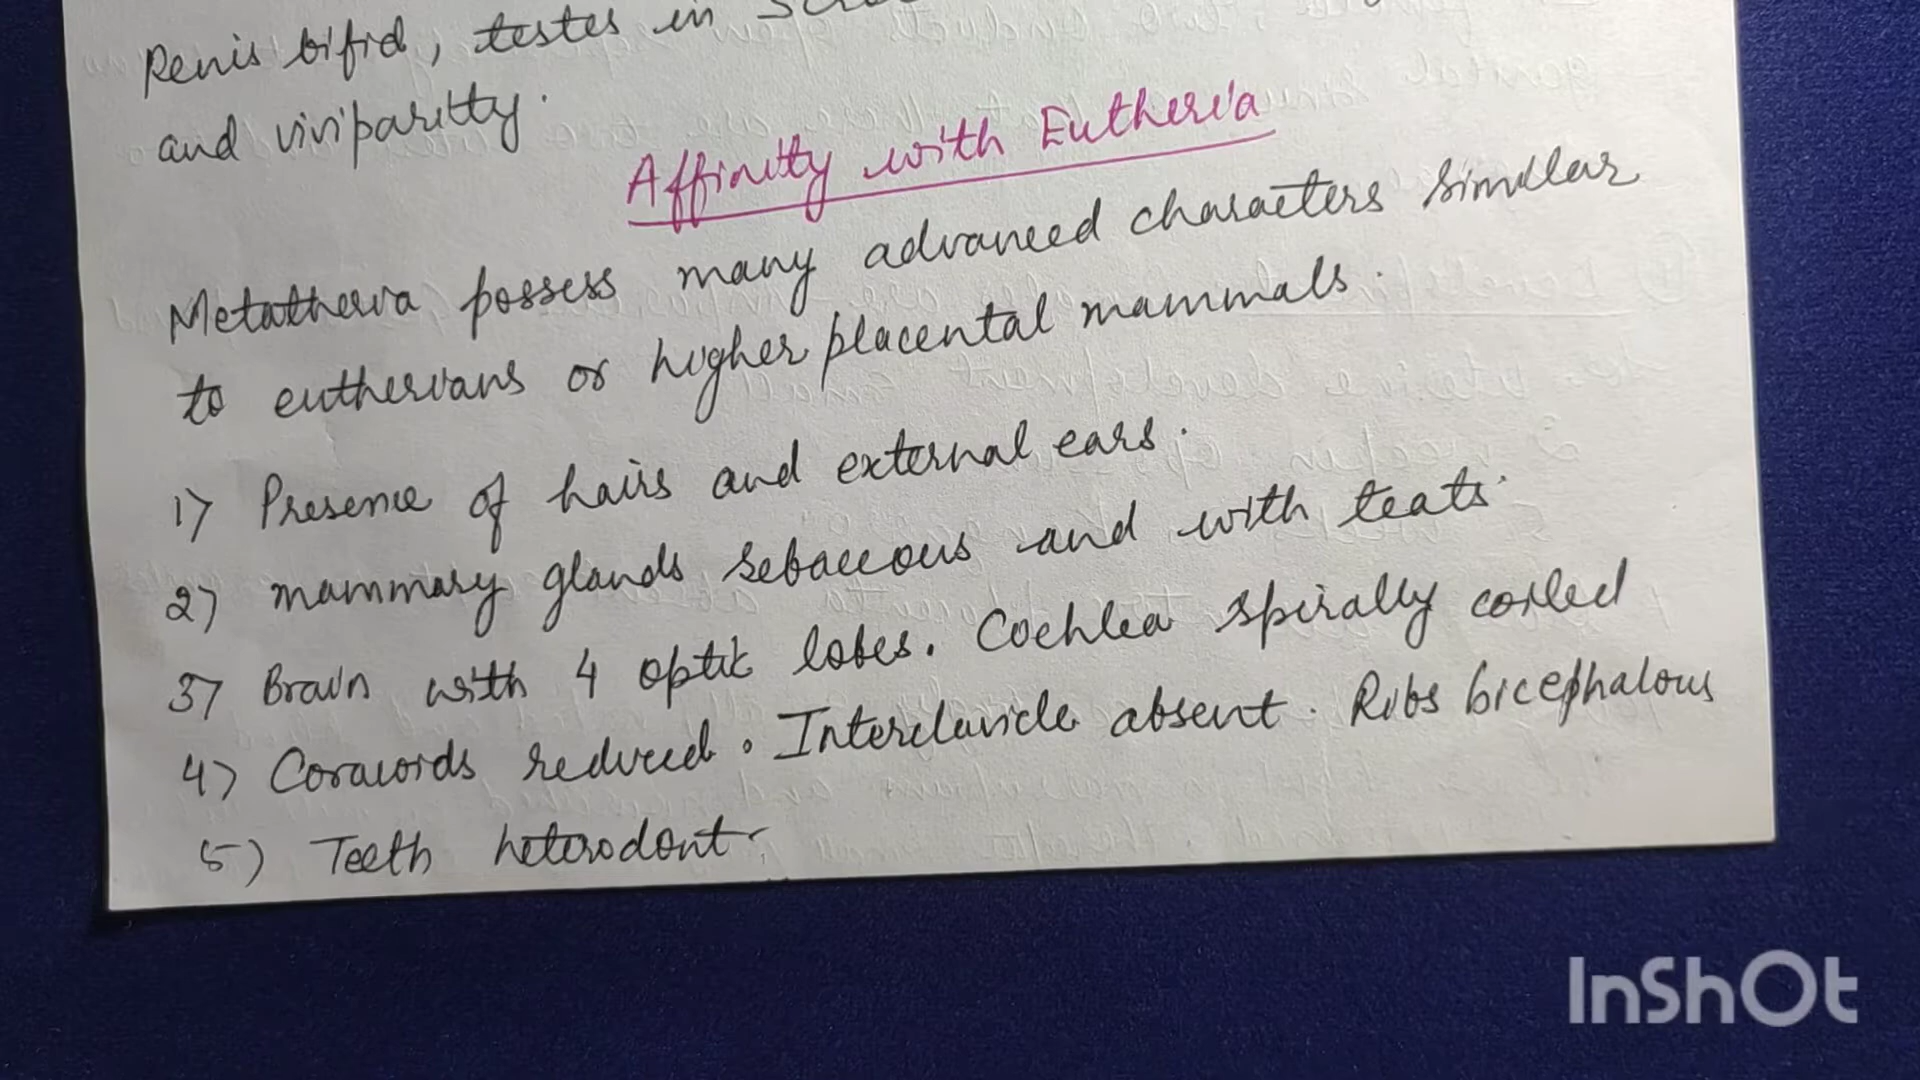 Penis bifid, testes in
and viviparity.
Affinity with Eutheria
Metatheria possess many advanced characters similar
to eutherians or higher placental mammals.
1) Presence of hairs and external ears.
2) mammary glands sebaceous and with teats.
3) Brain with 4 optic lobes. Cochlea spirally coiled
4) Coracoids reduced. Interclavicle absent. Ribs bicephalous
5) Teeth heterodont.
InShOt